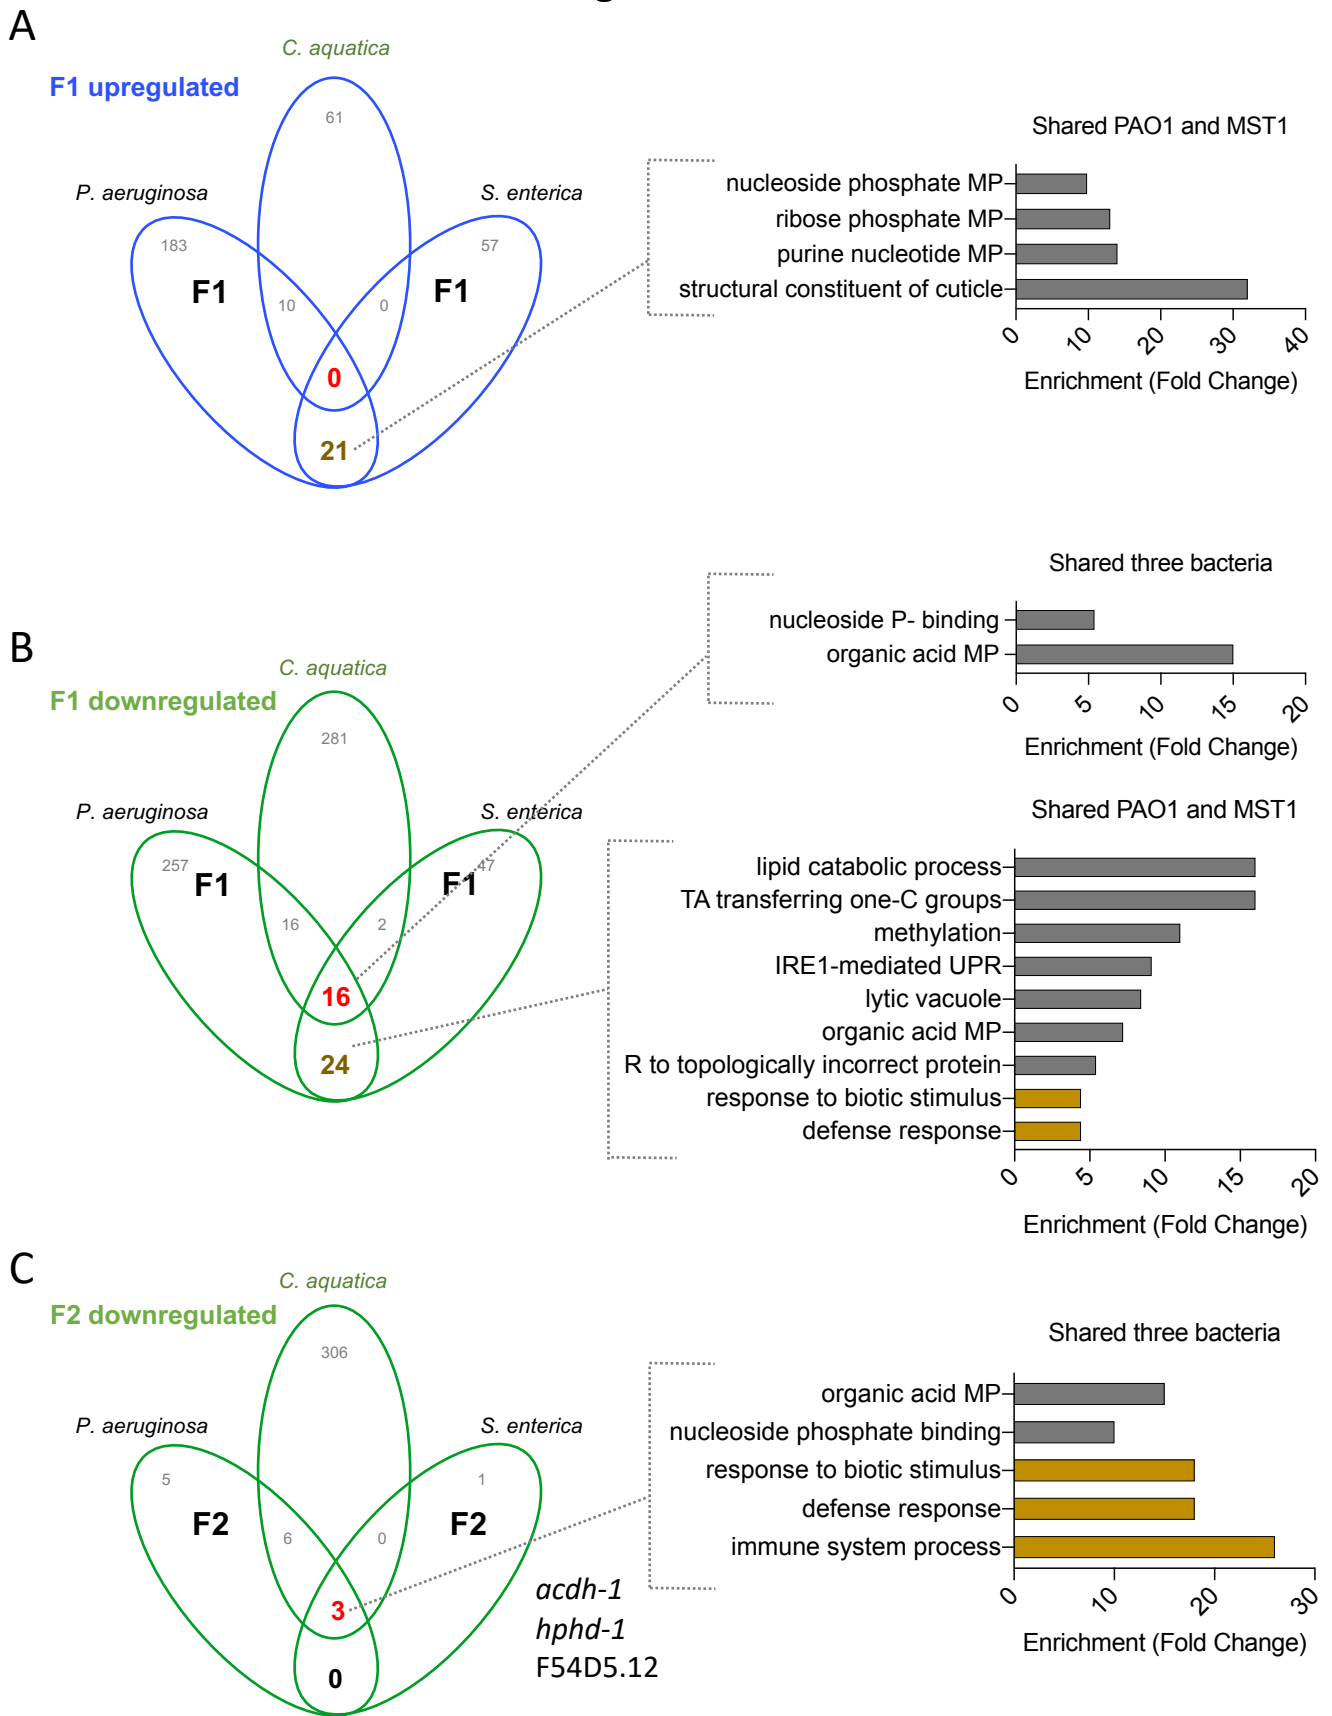 A
C. aquatica
F1 upregulated
61
P. aeruginosa
S. enterica
183
57
F1
F1
10
0
0
21
Shared PAO1 and MST1
nucleoside phosphate MP
ribose phosphate MP
purine nucleotide MP
structural constituent of cuticle
0 10 20 30 40
Enrichment (Fold Change)
B
C. aquatica
F1 downregulated
281
P. aeruginosa
S. enterica
257
47
F1
F1
16
2
16
24
Shared three bacteria
nucleoside P- binding
organic acid MP
0 5 10 15 20
Enrichment (Fold Change)
Shared PAO1 and MST1
lipid catabolic process
TA transferring one-C groups
methylation
IRE1-mediated UPR
lytic vacuole
organic acid MP
R to topologically incorrect protein
response to biotic stimulus
defense response
0 5 10 15 20
Enrichment (Fold Change)
C
C. aquatica
F2 downregulated
306
P. aeruginosa
S. enterica
5
1
F2
F2
6
0
3
0
acdh-1
hphd-1
F54D5.12
Shared three bacteria
organic acid MP
nucleoside phosphate binding
response to biotic stimulus
defense response
immune system process
0 10 20 30
Enrichment (Fold Change)